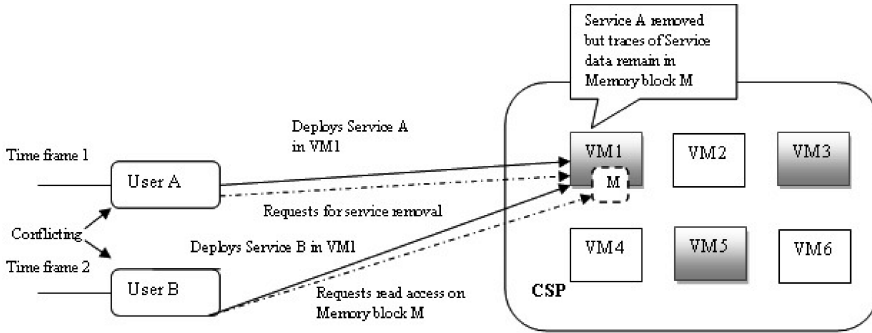 Service A removed
but traces of Service
data remain in
Memory block M
Deploys Service A
in VM1
Time frame 1
User A
VM1
VM2
VM3
M
Requests for service removal
Conflicting
Deploys Service B in VM1
Time frame 2
User B
VM4
VM5
VM6
Requests read access on
Memory block M
CSP